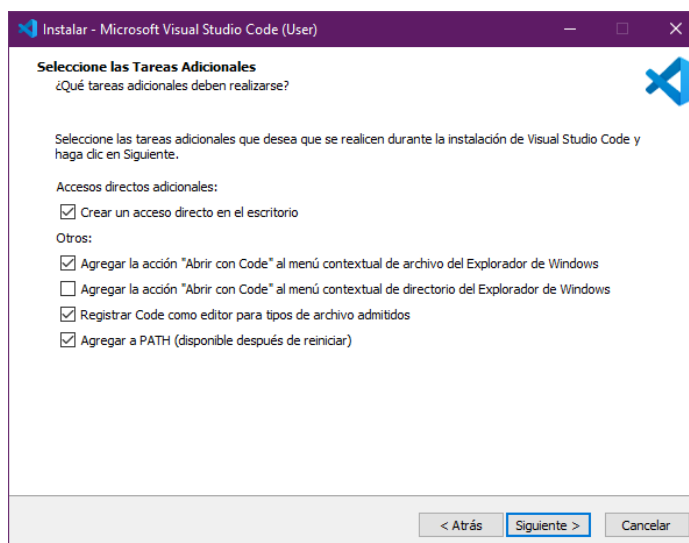 Instalar - Microsoft Visual Studio Code (User)
Seleccione las Tareas Adicionales
¿Qué tareas adicionales deben realizarse?
Seleccione las tareas adicionales que desea que se realicen durante la instalación de Visual Studio Code y
haga clic en Siguiente.
Accesos directos adicionales:
Crear un acceso directo en el escritorio
Otros:
Agregar la acción "Abrir con Code" al menú contextual de archivo del Explorador de Windows
Agregar la acción "Abrir con Code" al menú contextual de directorio del Explorador de Windows
Registrar Code como editor para tipos de archivo admitidos
Agregar a PATH (disponible después de reiniciar)
< Atrás Siguiente > Cancelar